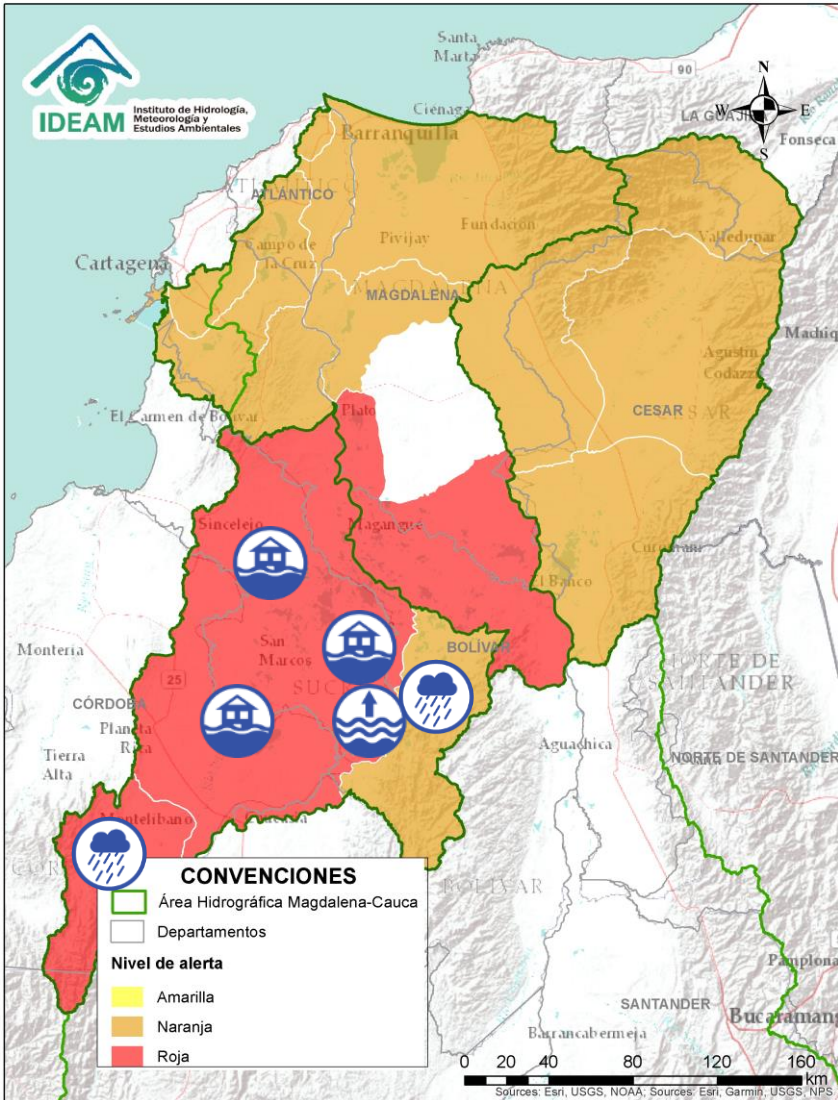 IDEAM
Instituto de Hidrología,
Meteorología y
Estudios Ambientales
Santa
Marta
90
N
W
E
S
Ciénaga
LA GUAJI
Fonseca
Barranquilla
ATLÁNTICO
Campo de
la Cruz
Pivijay
Fundación
Valledupar
Cartagena
MAGDALENA
Agustín
Codazzi
El Carmen de Bolívar
Plato
CESAR
Sincelejo
Magangué
El Banco
Montería
San
Marcos
BOLÍVAR
SUCRE
NORTE DE
SANTANDER
25
CÓRDOBA
Planeta
Rica
Tierra
Alta
Aguachica
NORTE DE SANTANDER
Montelíbano
Caucasia
BOLÍVAR
CONVENCIONES
Área Hidrográfica Magdalena-Cauca
Departamentos
Nivel de alerta
Amarilla
Naranja
Roja
Pamplona
SANTANDER
Bucaramang
Barrancabermeja
0 20 40 80 120 160
km
Sources: Esri, USGS, NOAA; Sources: Esri, Garmin, USGS, NPS